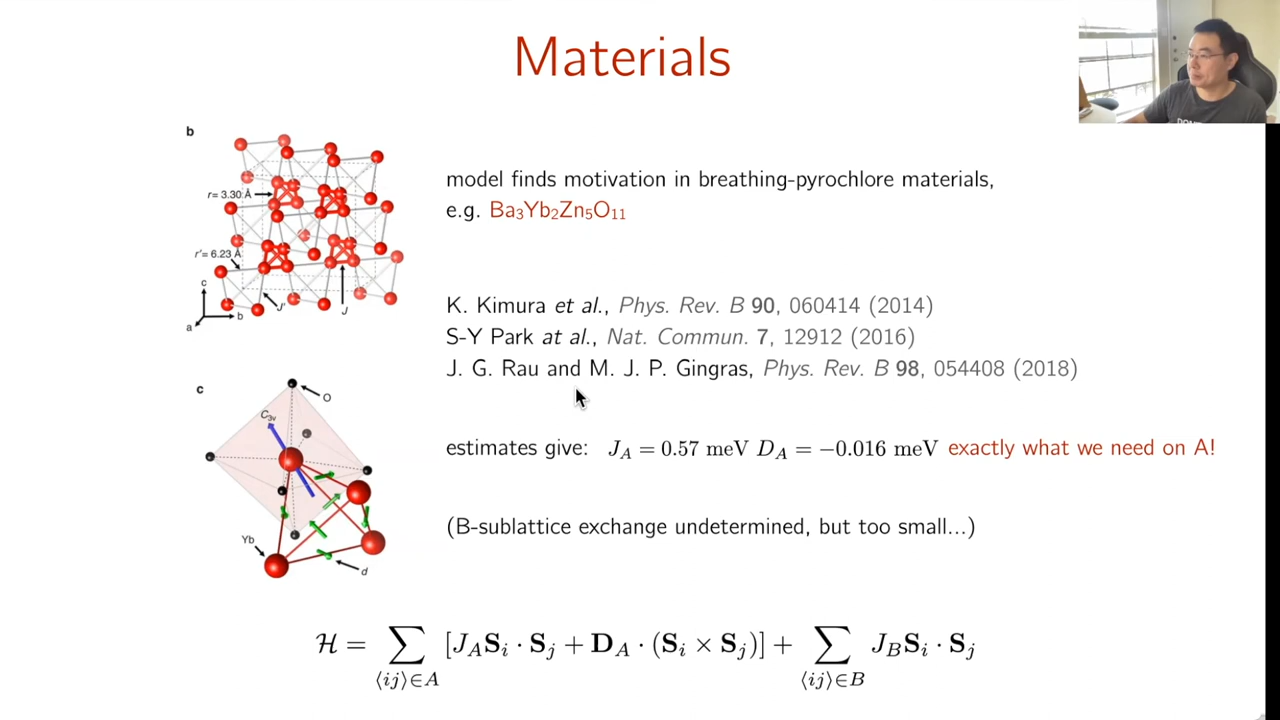 Materials
b
r= 3.30 Å
r'= 6.23 Å
c
a
b
J'
J
model finds motivation in breathing-pyrochlore materials,
e.g. Ba₃Yb₂Zn₅O₁₁
K. Kimura et al., Phys. Rev. B 90, 060414 (2014)
S-Y Park at al., Nat. Commun. 7, 12912 (2016)
J. G. Rau and M. J. P. Gingras, Phys. Rev. B 98, 054408 (2018)
c
O
C₃ᵥ
Yb
d
estimates give: J_A = 0.57 meV D_A = −0.016 meV exactly what we need on A!
(B-sublattice exchange undetermined, but too small...)
ℋ = ∑_{⟨ij⟩∈A} [J_A S_i · S_j + D_A · (S_i × S_j)] + ∑_{⟨ij⟩∈B} J_B S_i · S_j